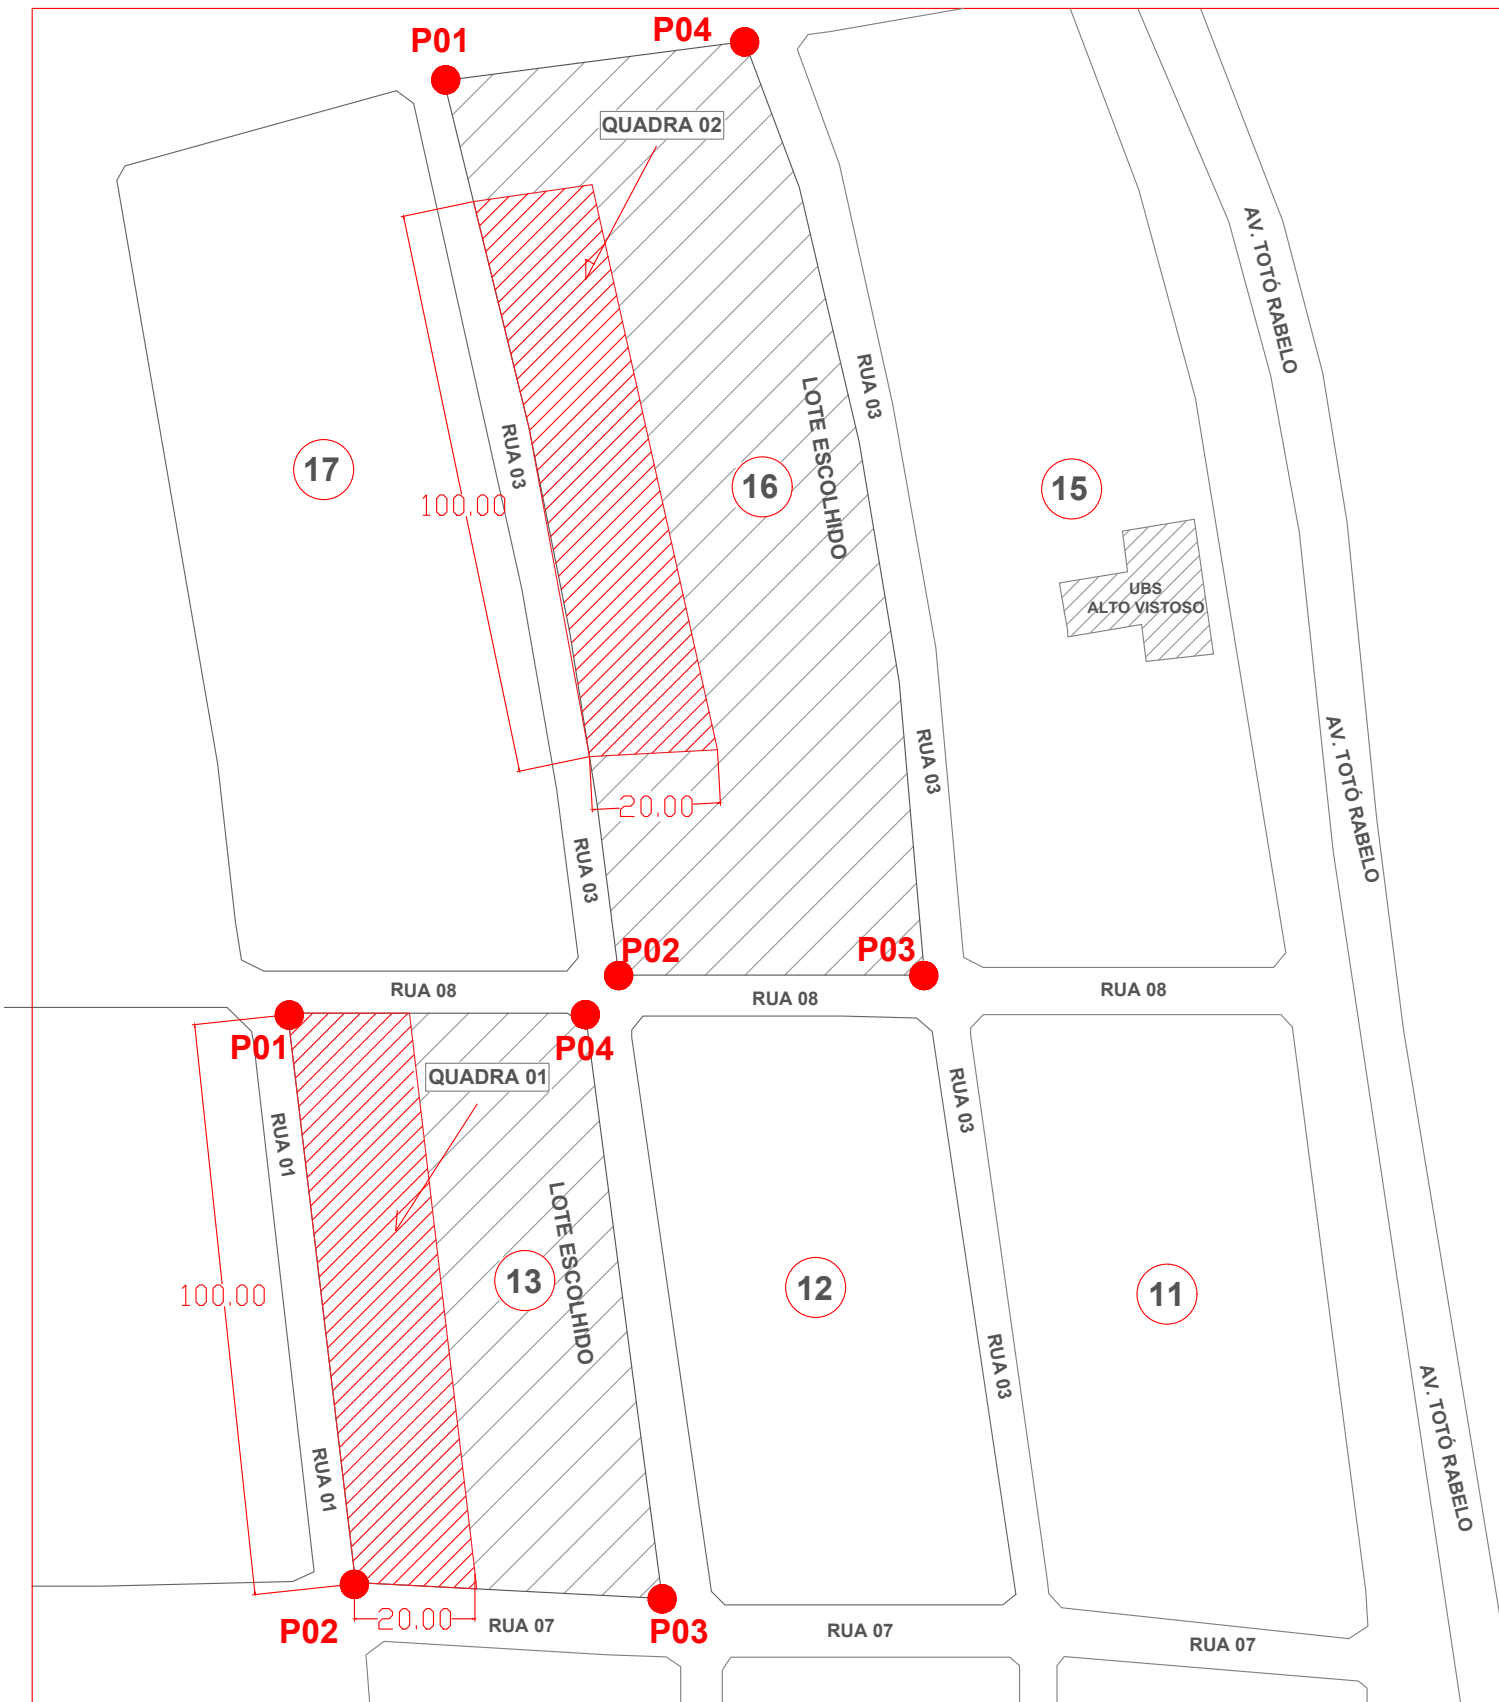 P01
P04
QUADRA 02
AV. TOTÓ RABELO
RUA 03
LOTE ESCOLHIDO
RUA 03
17
100,00
16
15
UBS
ALTO VISTOSO
RUA 03
AV. TOTÓ RABELO
20,00
RUA 03
P02
P03
RUA 08
RUA 08
RUA 08
P01
P04
QUADRA 01
RUA 01
RUA 03
LOTE ESCOLHIDO
13
12
11
100,00
RUA 03
AV. TOTÓ RABELO
RUA 01
P02
20,00
RUA 07
P03
RUA 07
RUA 07